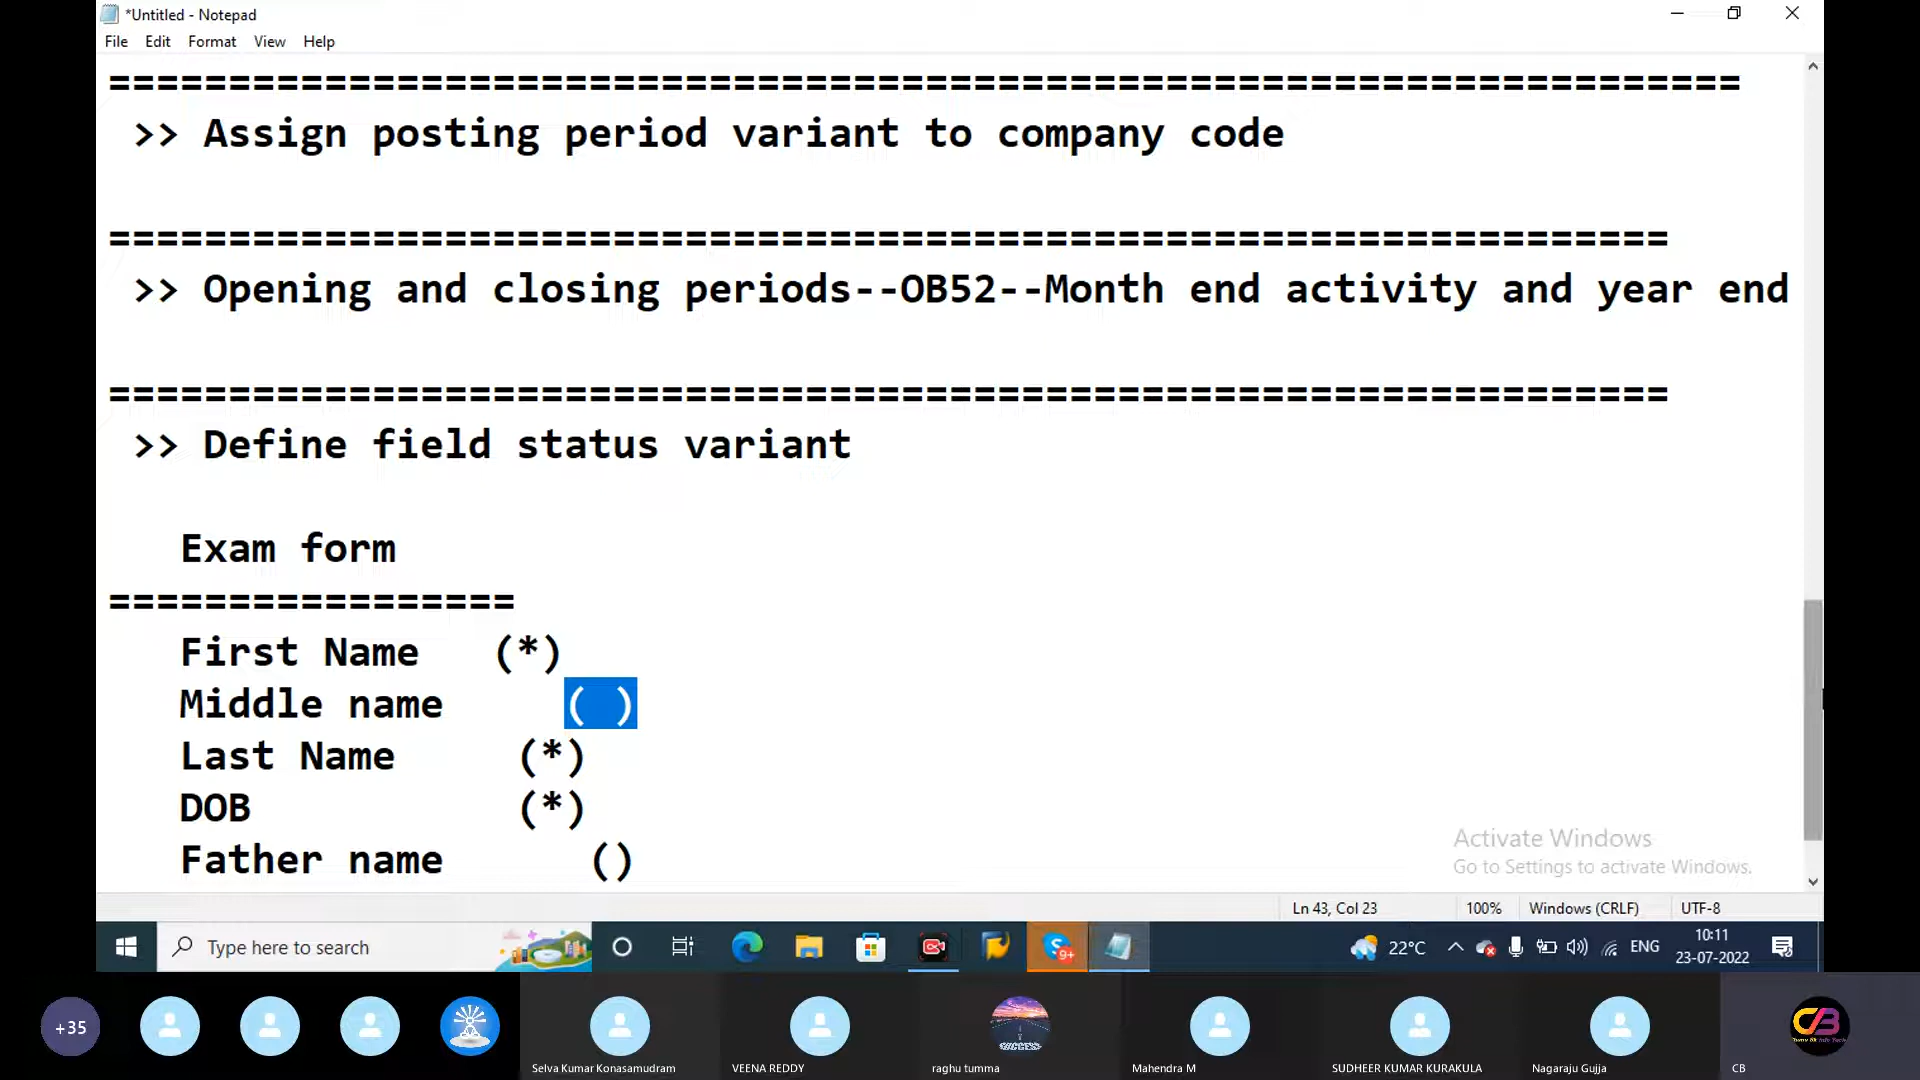 *Untitled - Notepad
File Edit Format View Help
====================================================================
>> Assign posting period variant to company code
=================================================================
>> Opening and closing periods--OB52--Month end activity and year end
=================================================================
>> Define field status variant
Exam form
=================
First Name (*)
Middle name ( )
Last Name (*)
DOB (*)
Father name ()
Activate Windows
Go to Settings to activate Windows.
Ln 43, Col 23 100% Windows (CRLF) UTF-8
Type here to search
9+
22°C
ENG
10:11
23-07-2022
+35
Selva Kumar Konasamudram
VEENA REDDY
raghu tumma
Mahendra M
SUDHEER KUMAR KURAKULA
Nagaraju Gujja
CB